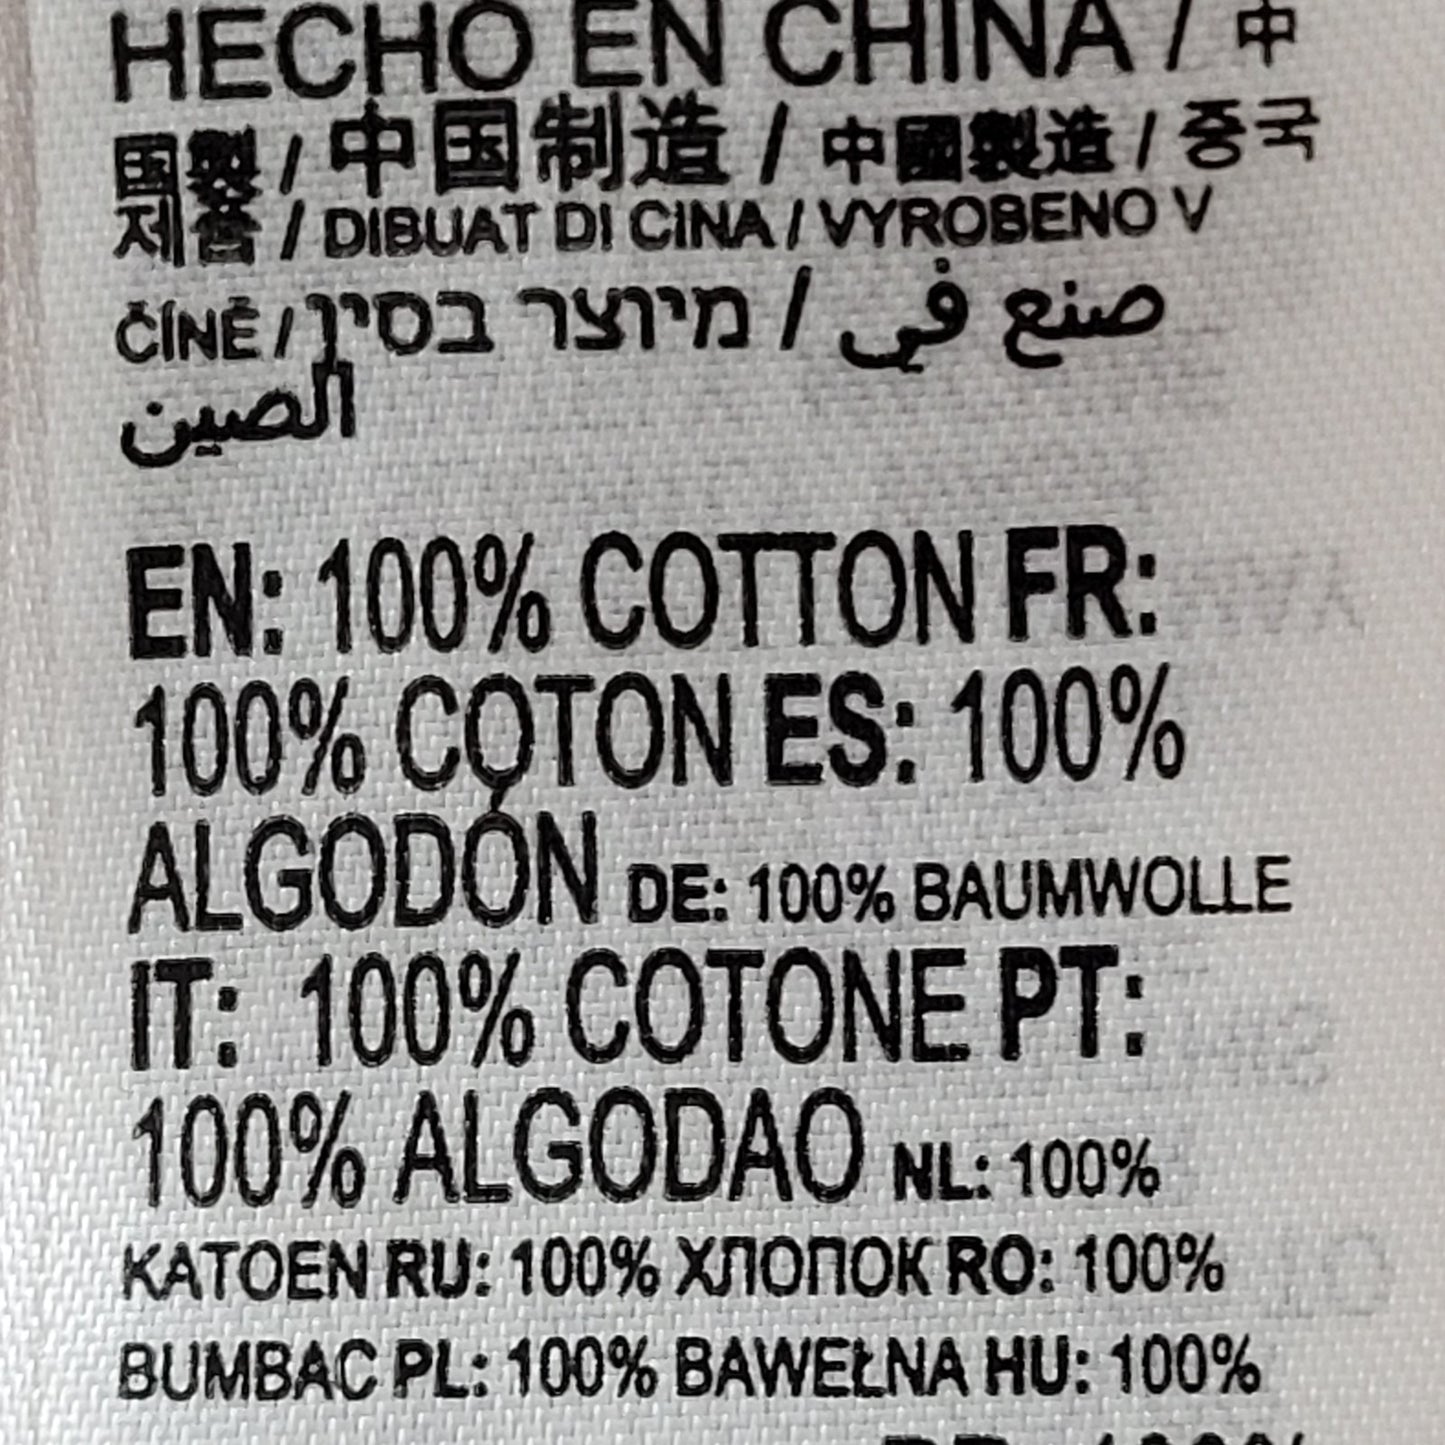 HECHO EN CHINA / 中
国製 / 中国制造 / 中國製造 / 중국
제품 / DIBUAT DI CINA / VYROBENO V
ČÍNĚ / מיוצר בסין / صنع في
الصين
EN: 100% COTTON FR:
100% COTON ES: 100%
ALGODÓN DE: 100% BAUMWOLLE
IT: 100% COTONE PT:
100% ALGODAO NL: 100%
KATOEN RU: 100% ХЛОПОК RO: 100%
BUMBAC PL: 100% BAWEŁNA HU: 100%